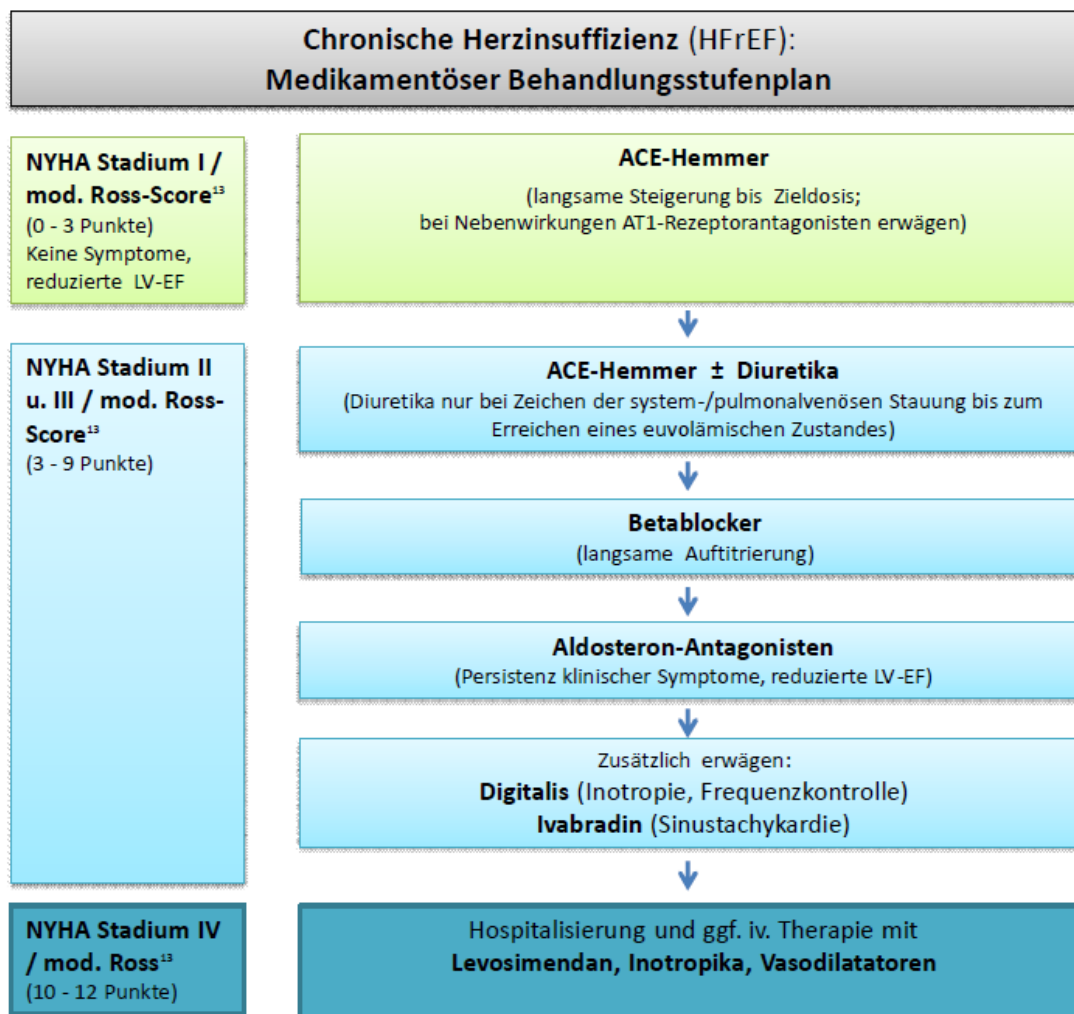 Chronische Herzinsuffizienz (HFrEF):
Medikamentöser Behandlungsstufenplan
NYHA Stadium I /
mod. Ross-Score¹³
(0 - 3 Punkte)
Keine Symptome,
reduzierte LV-EF
ACE-Hemmer
(langsame Steigerung bis Zieldosis;
bei Nebenwirkungen AT1-Rezeptorantagonisten erwägen)
NYHA Stadium II
u. III / mod. Ross-
Score¹³
(3 - 9 Punkte)
ACE-Hemmer ± Diuretika
(Diuretika nur bei Zeichen der system-/pulmonalvenösen Stauung bis zum
Erreichen eines euvolämischen Zustandes)
Betablocker
(langsame Auftitrierung)
Aldosteron-Antagonisten
(Persistenz klinischer Symptome, reduzierte LV-EF)
Zusätzlich erwägen:
Digitalis (Inotropie, Frequenzkontrolle)
Ivabradin (Sinustachykardie)
NYHA Stadium IV
/ mod. Ross¹³
(10 - 12 Punkte)
Hospitalisierung und ggf. iv. Therapie mit
Levosimendan, Inotropika, Vasodilatatoren